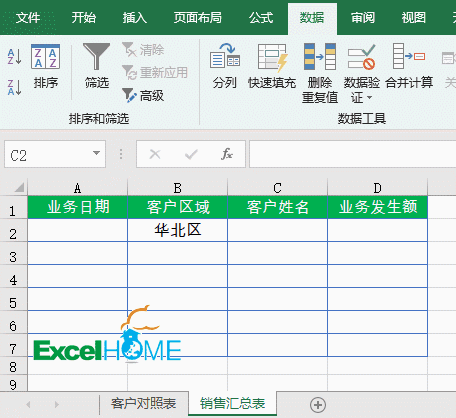 文件 开始 插入 页面布局 公式 数据 审阅 视图
A Z Z A 排序 筛选 清除 重新应用 高级 分列 快速填充 删除重复值 数据验证 合并计算 关
排序和筛选 数据工具
C2 fx
A B C D
1 业务日期 客户区域 客户姓名 业务发生额
2 华北区
3
4
5
6
7 ExcelHOME
8
9
客户对照表 销售汇总表